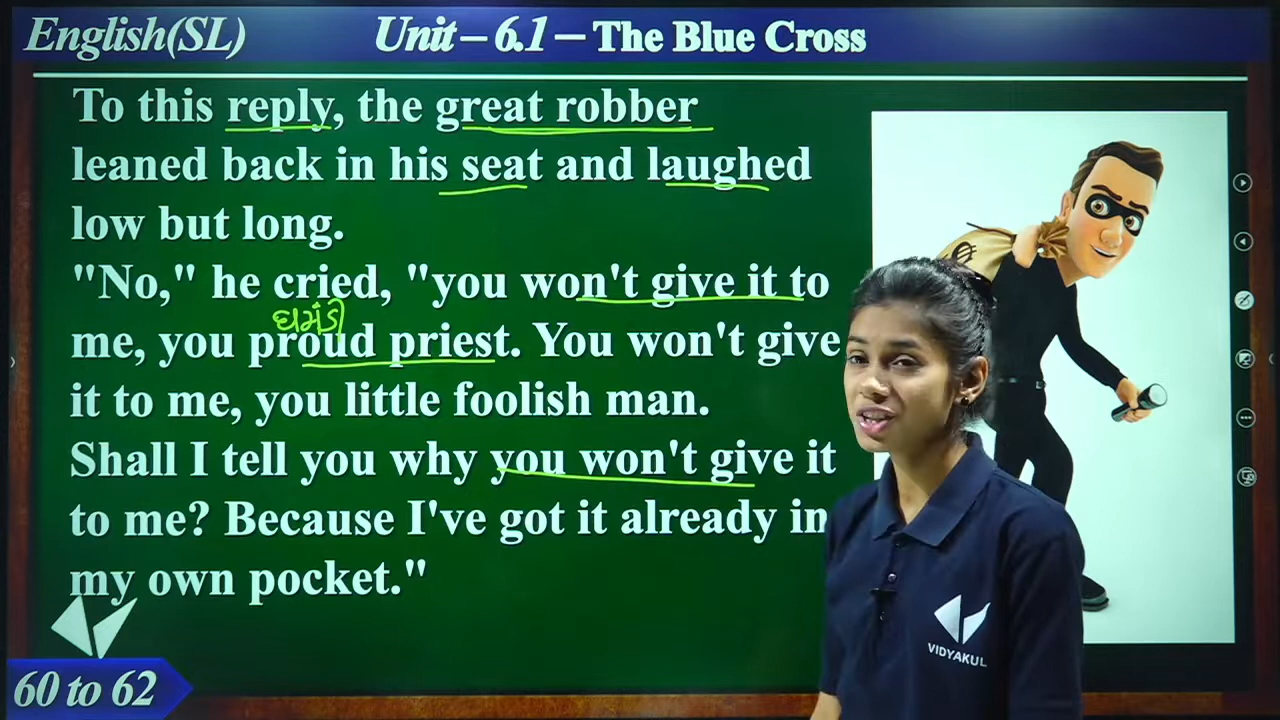 English(SL)
Unit – 6.1 – The Blue Cross
To this reply, the great robber
leaned back in his seat and laughed
low but long.
"No," he cried, "you won't give it to
ઘમંડી
me, you proud priest. You won't give
it to me, you little foolish man.
Shall I tell you why you won't give it
to me? Because I've got it already in
my own pocket."
VIDYAKUL
60 to 62